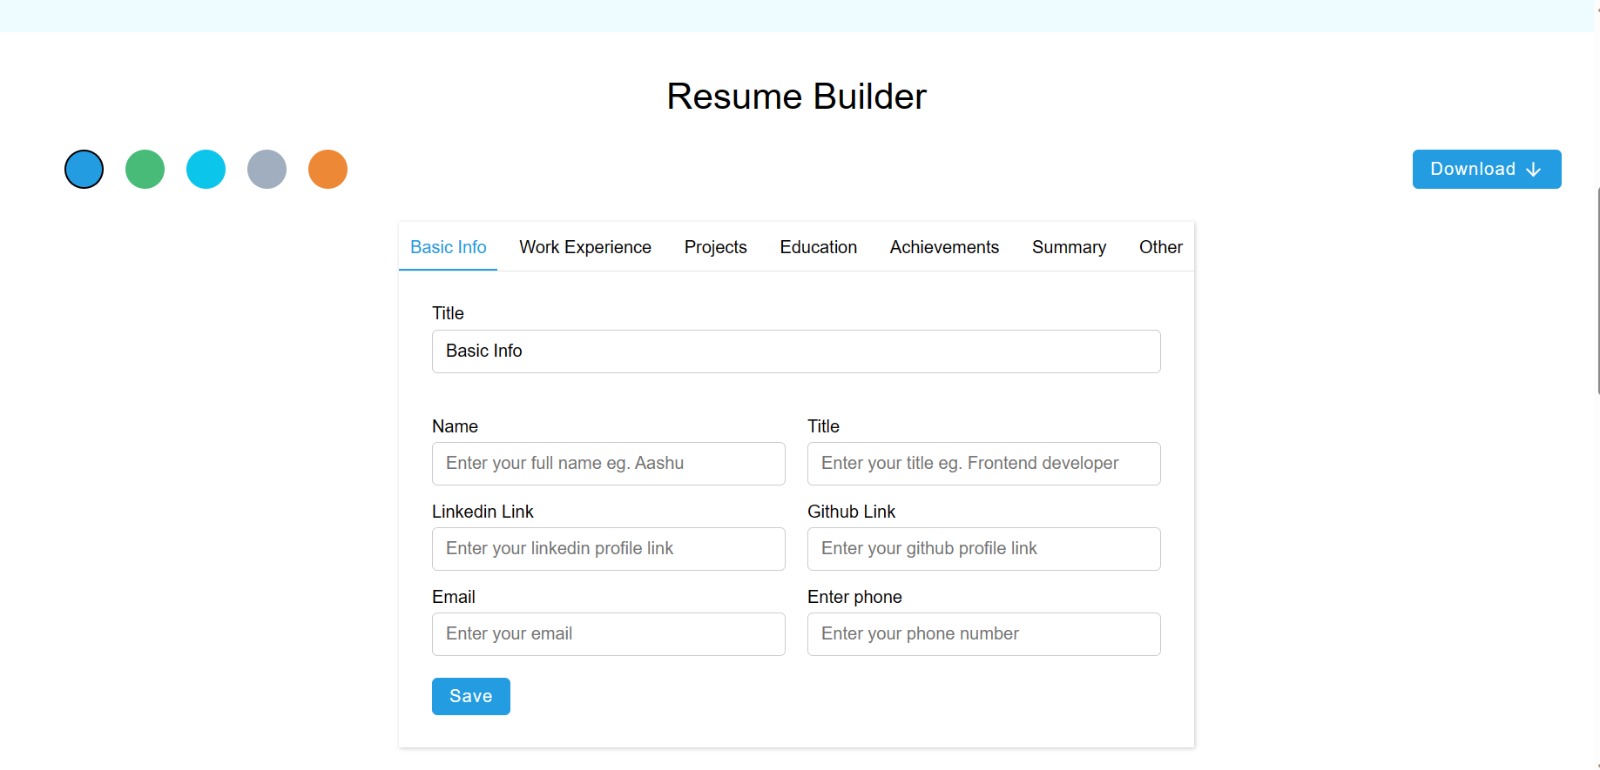 Resume Builder
Download ↓
Basic Info Work Experience Projects Education Achievements Summary Other
Title
Basic Info
Name Title
Enter your full name eg. Aashu Enter your title eg. Frontend developer
Linkedin Link Github Link
Enter your linkedin profile link Enter your github profile link
Email Enter phone
Enter your email Enter your phone number
Save